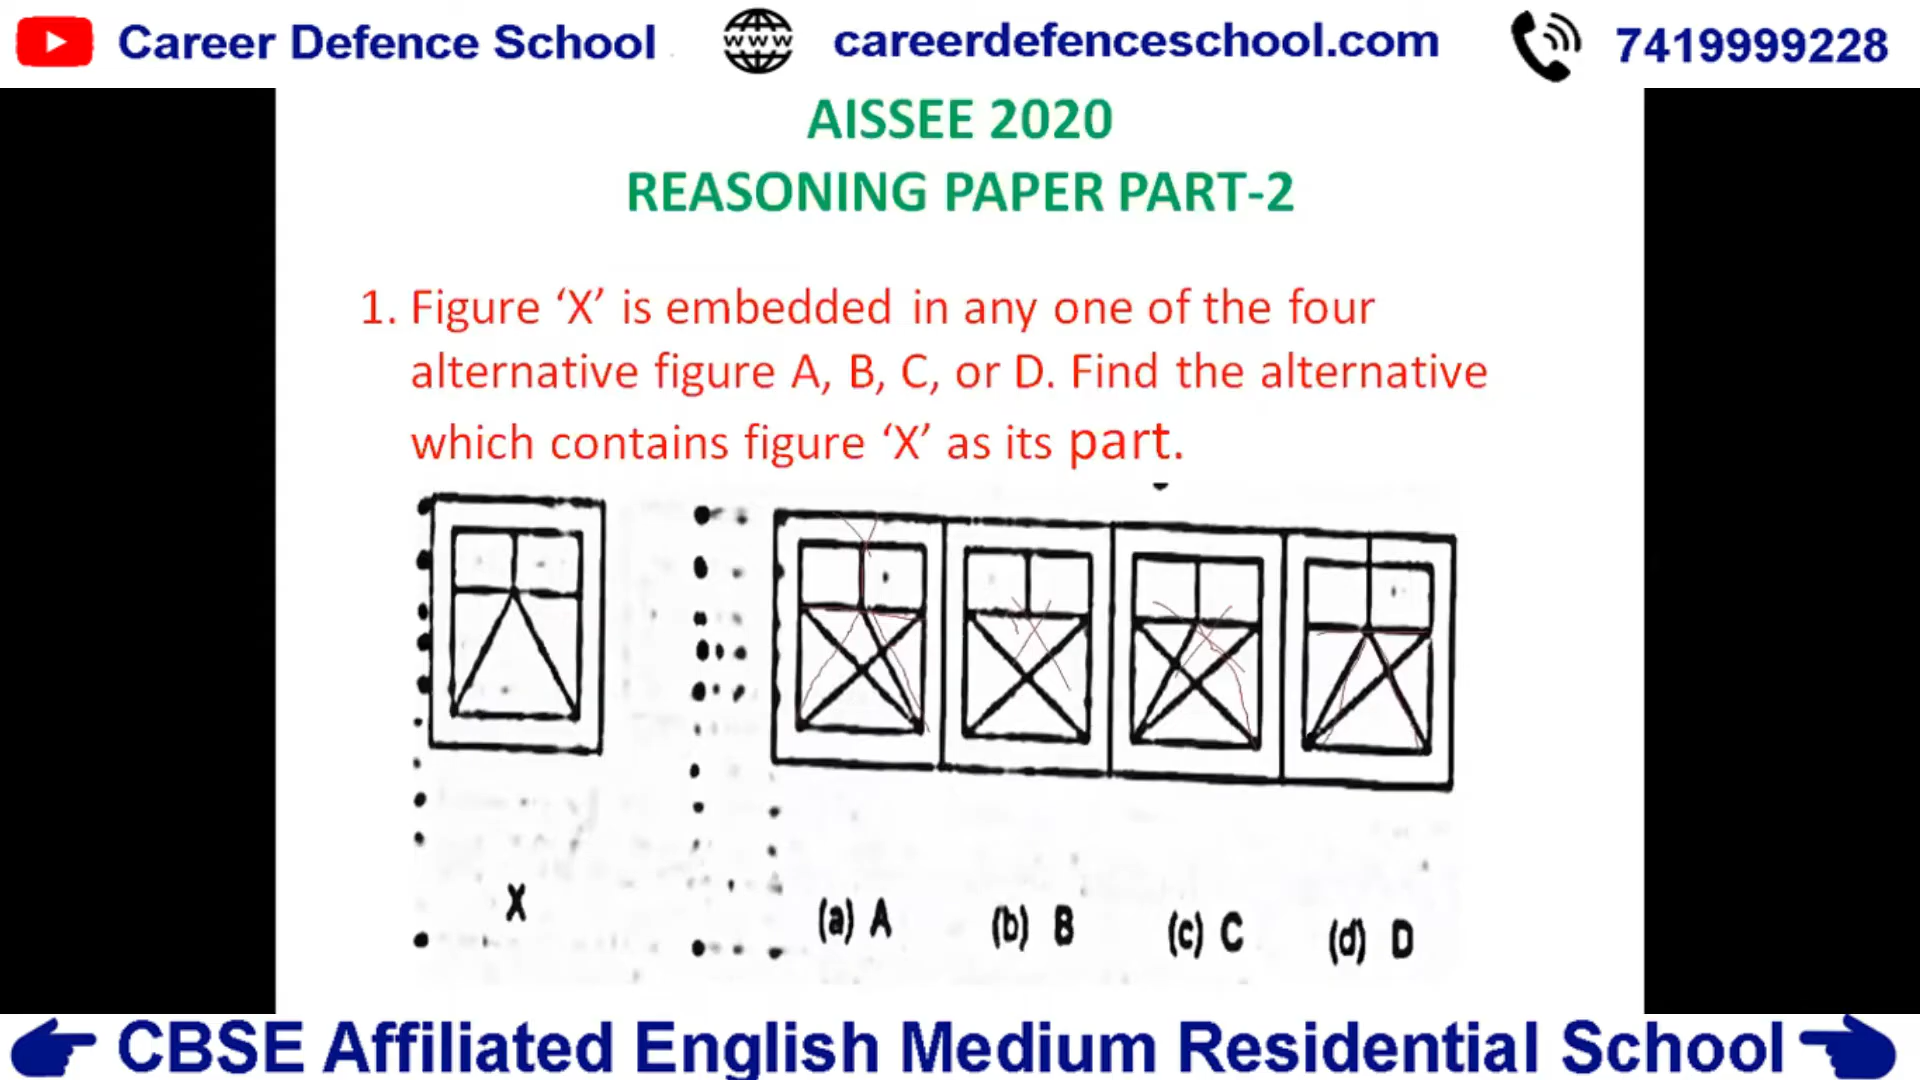 Career Defence School
www
careerdefenceschool.com
7419999228
AISSEE 2020
REASONING PAPER PART-2
1. Figure ‘X’ is embedded in any one of the four
alternative figure A, B, C, or D. Find the alternative
which contains figure ‘X’ as its part.
X
(a) A (b) B (c) C (d) D
CBSE Affiliated English Medium Residential School